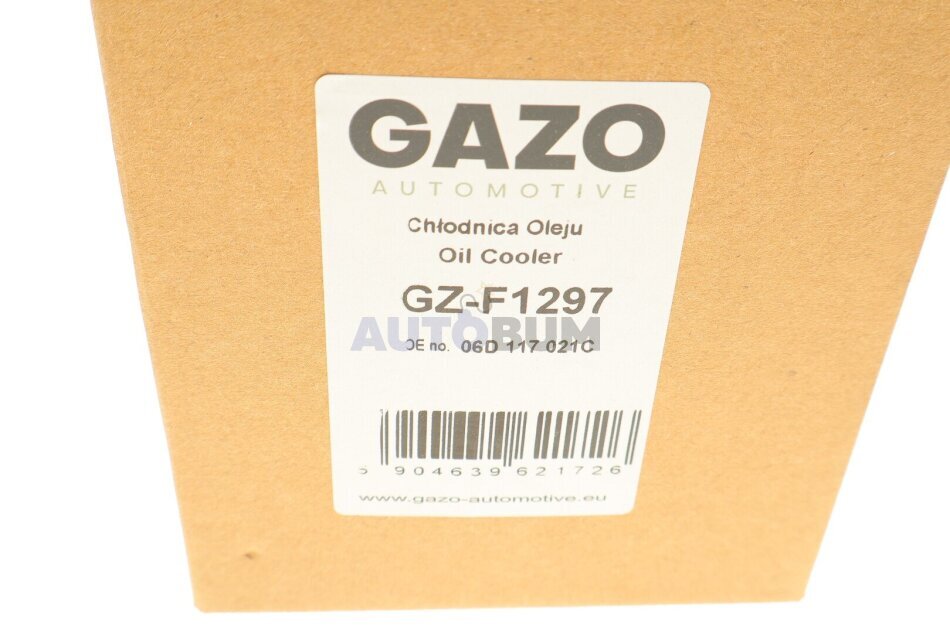 GAZO
AUTOMOTIVE
Chłodnica Oleju
Oil Cooler
GZ-F1297
AUTOBUM
OE no. 06D 117 021C
5 904639 621726
www.gazo-automotive.eu